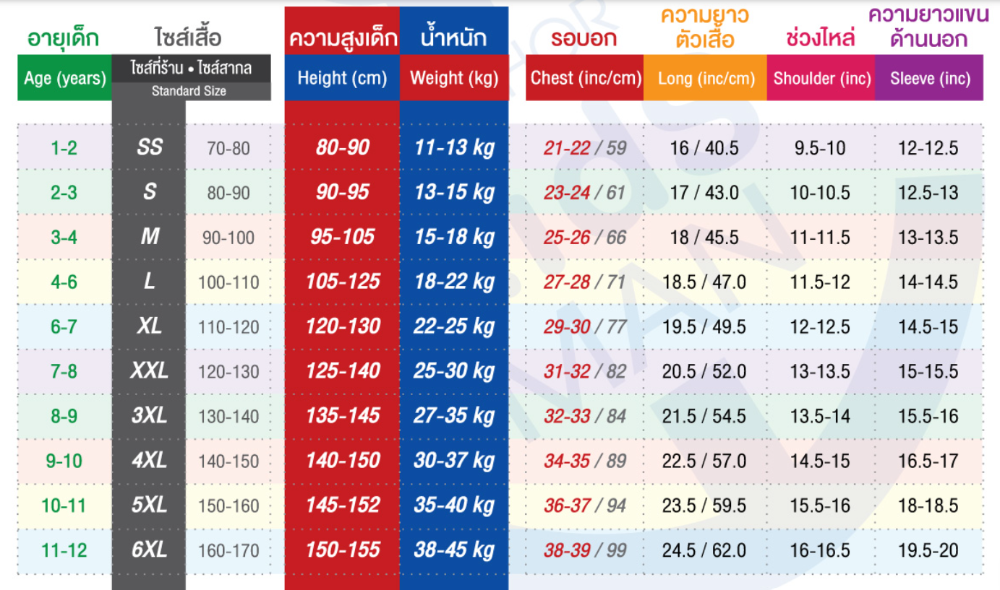 อายุเด็ก ไซส์เสื้อ ความสูงเด็ก น้ำหนัก รอบอก ความยาว ตัวเสื้อ ช่วงไหล่ ความยาวแขน ด้านนอก
Age (years) ไซส์ที่ร้าน • ไซส์สากล Height (cm) Weight (kg) Chest (inc/cm) Long (inc/cm) Shoulder (inc) Sleeve (inc)
Standard Size
1-2 SS 70-80 80-90 11-13 kg 21-22 / 59 16 / 40.5 9.5-10 12-12.5
2-3 S 80-90 90-95 13-15 kg 23-24 / 61 17 / 43.0 10-10.5 12.5-13
3-4 M 90-100 95-105 15-18 kg 25-26 / 66 18 / 45.5 11-11.5 13-13.5
4-6 L 100-110 105-125 18-22 kg 27-28 / 71 18.5 / 47.0 11.5-12 14-14.5
6-7 XL 110-120 120-130 22-25 kg 29-30 / 77 19.5 / 49.5 12-12.5 14.5-15
7-8 XXL 120-130 125-140 25-30 kg 31-32 / 82 20.5 / 52.0 13-13.5 15-15.5
8-9 3XL 130-140 135-145 27-35 kg 32-33 / 84 21.5 / 54.5 13.5-14 15.5-16
9-10 4XL 140-150 140-150 30-37 kg 34-35 / 89 22.5 / 57.0 14.5-15 16.5-17
10-11 5XL 150-160 145-152 35-40 kg 36-37 / 94 23.5 / 59.5 15.5-16 18-18.5
11-12 6XL 160-170 150-155 38-45 kg 38-39 / 99 24.5 / 62.0 16-16.5 19.5-20